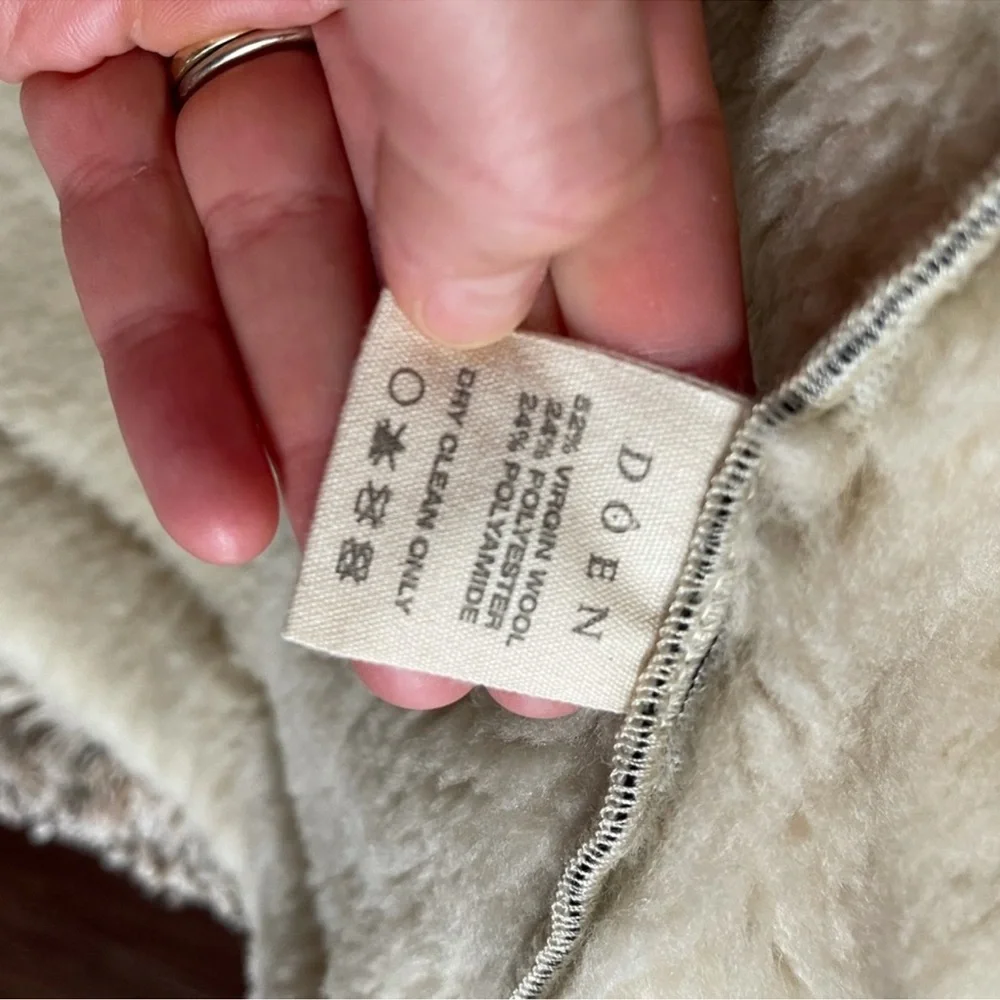 DÔEN
52% VIRGIN WOOL
24% POLYESTER
24% POLYAMIDE
DRY CLEAN ONLY